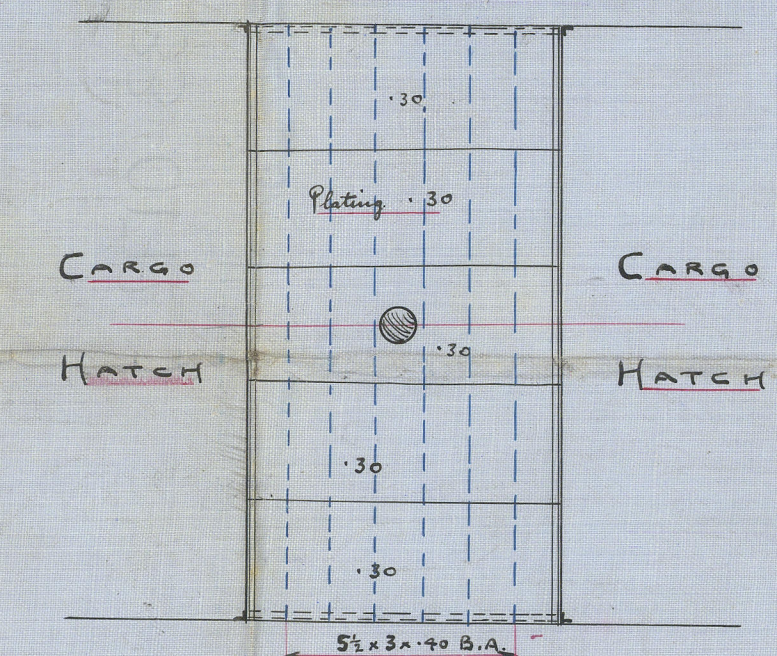 ·30
Plating ·30
CARGO
HATCH
CARGO
HATCH
·30
·30
·30
5½ x 3 x ·40 B.A.